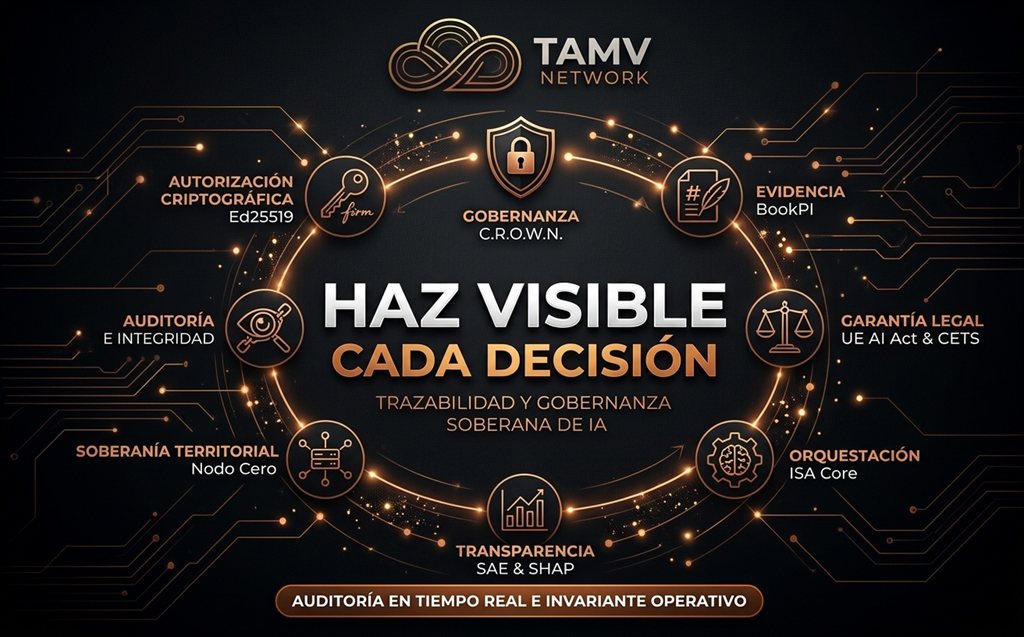 TAMV
NETWORK
GOBERNANZA
C.R.O.W.N.
AUTORIZACIÓN
CRIPTOGRÁFICA
Ed25519
firm
#
EVIDENCIA
BookPI
HAZ VISIBLE
CADA DECISIÓN
TRAZABILIDAD Y GOBERNANZA
SOBERANA DE IA
AUDITORÍA
E INTEGRIDAD
GARANTÍA LEGAL
UE AI Act & CETS
SOBERANÍA TERRITORIAL
Nodo Cero
ORQUESTACIÓN
ISA Core
TRANSPARENCIA
SAE & SHAP
AUDITORÍA EN TIEMPO REAL E INVARIANTE OPERATIVO